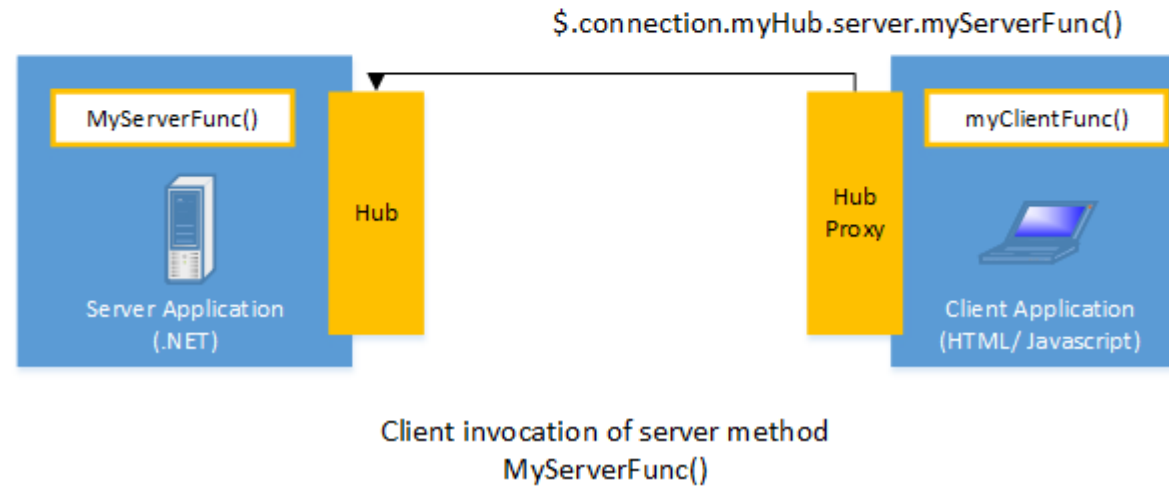 $.connection.myHub.server.myServerFunc()
MyServerFunc()
myClientFunc()
Hub
Hub
Proxy
Server Application
(.NET)
Client Application
(HTML/ Javascript)
Client invocation of server method
MyServerFunc()